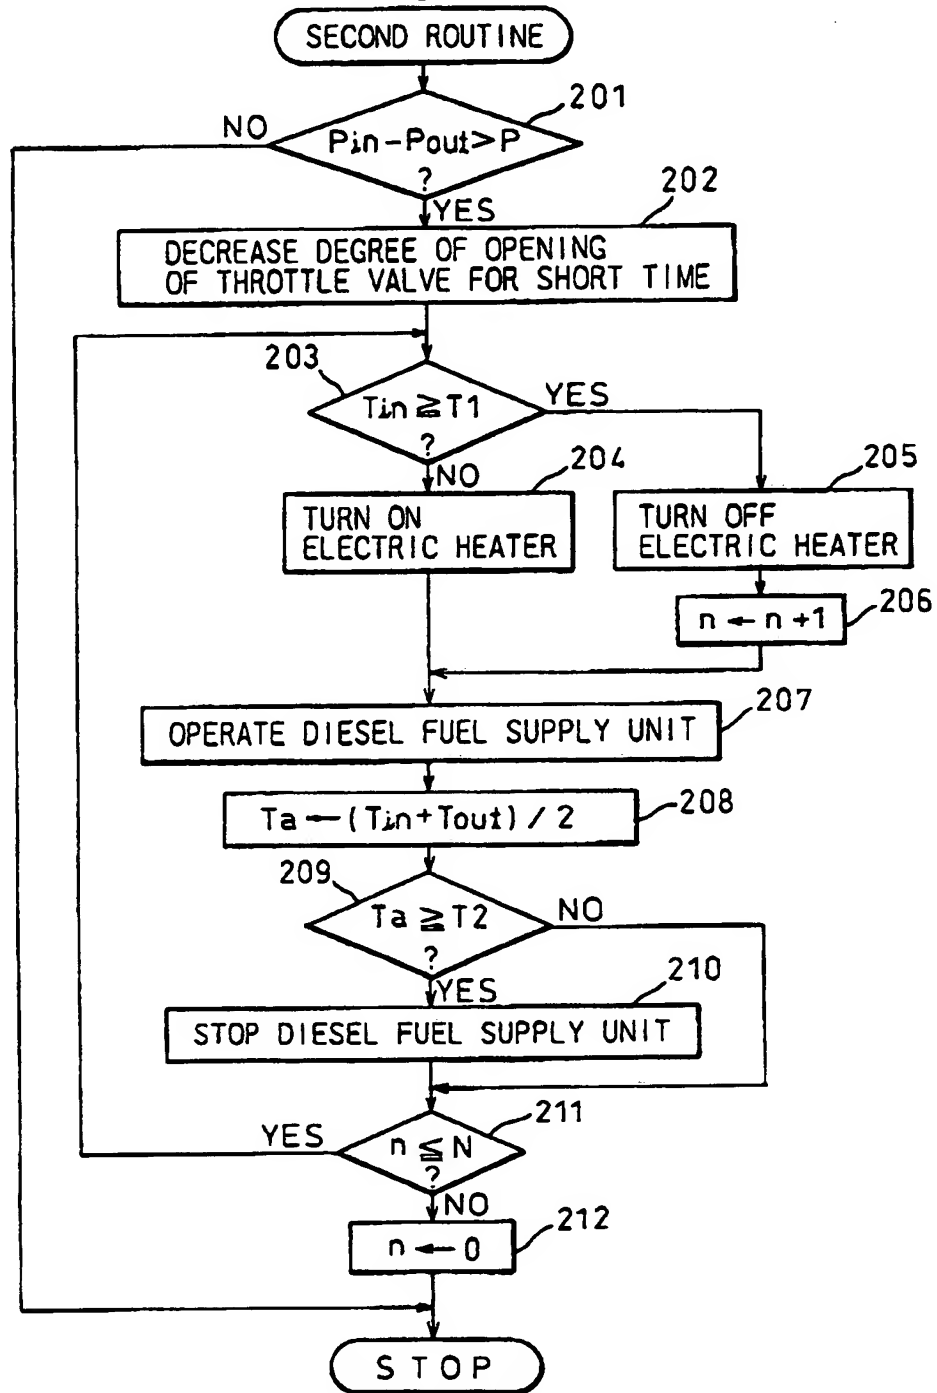 SECOND ROUTINE
201
NO
Pin-Pout>P
?
YES
202
DECREASE DEGREE OF OPENING
OF THROTTLE VALVE FOR SHORT TIME
203
Tin≧T1
?
YES
NO
204
205
TURN ON
ELECTRIC HEATER
TURN OFF
ELECTRIC HEATER
206
n←n+1
207
OPERATE DIESEL FUEL SUPPLY UNIT
208
Ta←(Tin+Tout)/2
209
Ta≧T2
?
NO
YES
210
STOP DIESEL FUEL SUPPLY UNIT
211
YES
n≦N
?
NO
212
n←0
STOP